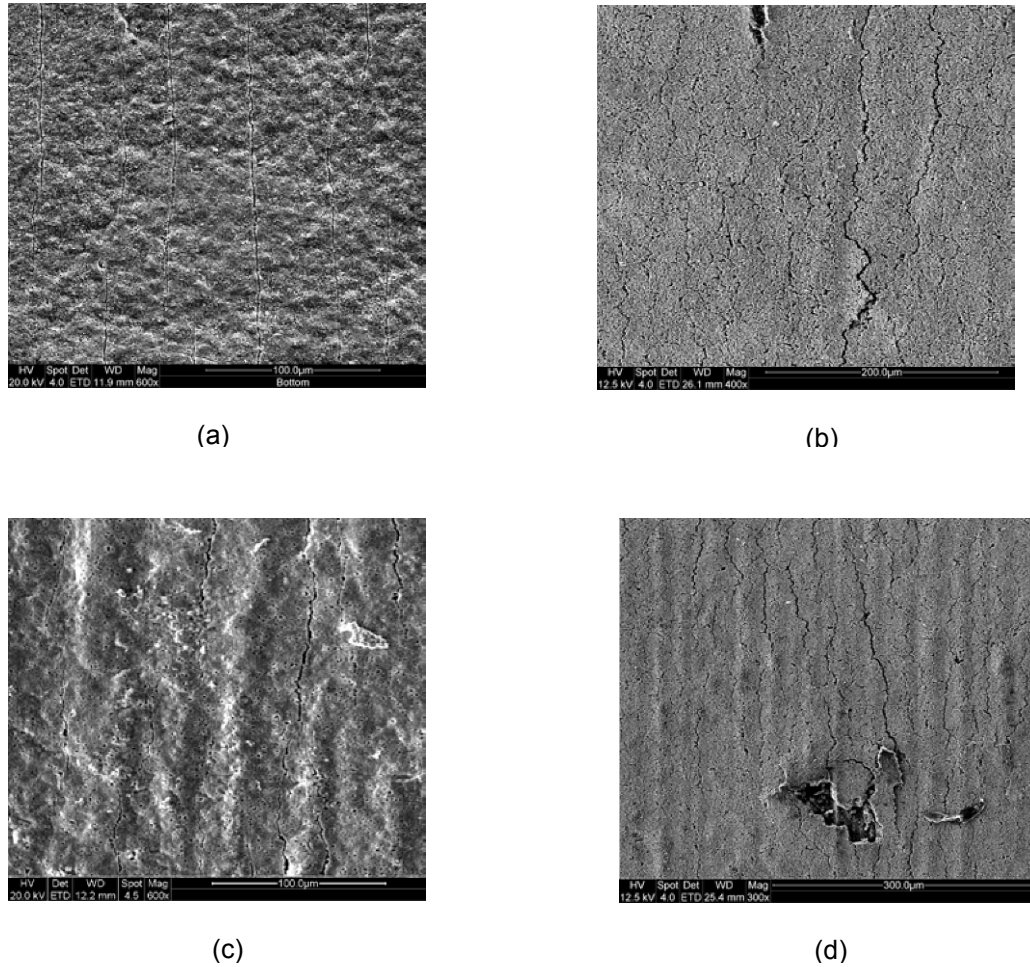 HV Spot Det WD Mag 100.0µm
20.0 kV 4.0 ETD 11.9 mm 600x Bottom
(a)
HV Spot Det WD Mag 200.0µm
12.5 kV 4.0 ETD 26.1 mm 400x
(b)
HV Det WD Spot Mag 100.0µm
20.0 kV ETD 12.2 mm 4.5 600x
(c)
HV Spot Det WD Mag 300.0µm
12.5 kV 4.0 ETD 25.4 mm 300x
(d)